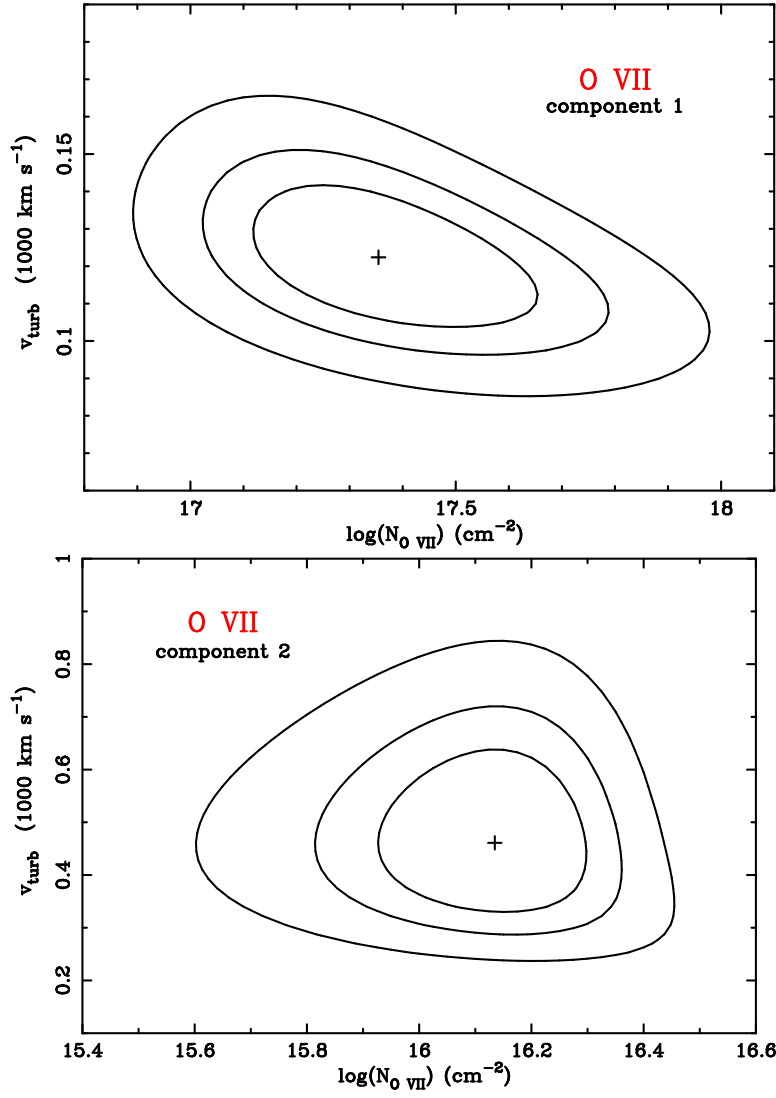 O VII
component 1
0.15
0.1
v_turb (1000 km s⁻¹)
17 17.5 18
log(N_O VII) (cm⁻²)
O VII
component 2
1
0.8
0.6
0.4
0.2
v_turb (1000 km s⁻¹)
15.4 15.6 15.8 16 16.2 16.4 16.6
log(N_O VII) (cm⁻²)